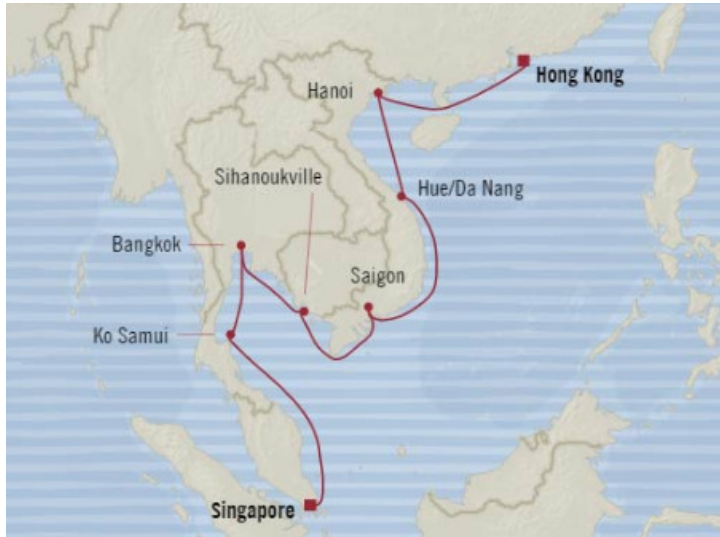 Hong Kong
Hanoi
Sihanoukville
Hue/Da Nang
Bangkok
Saigon
Ko Samui
Singapore